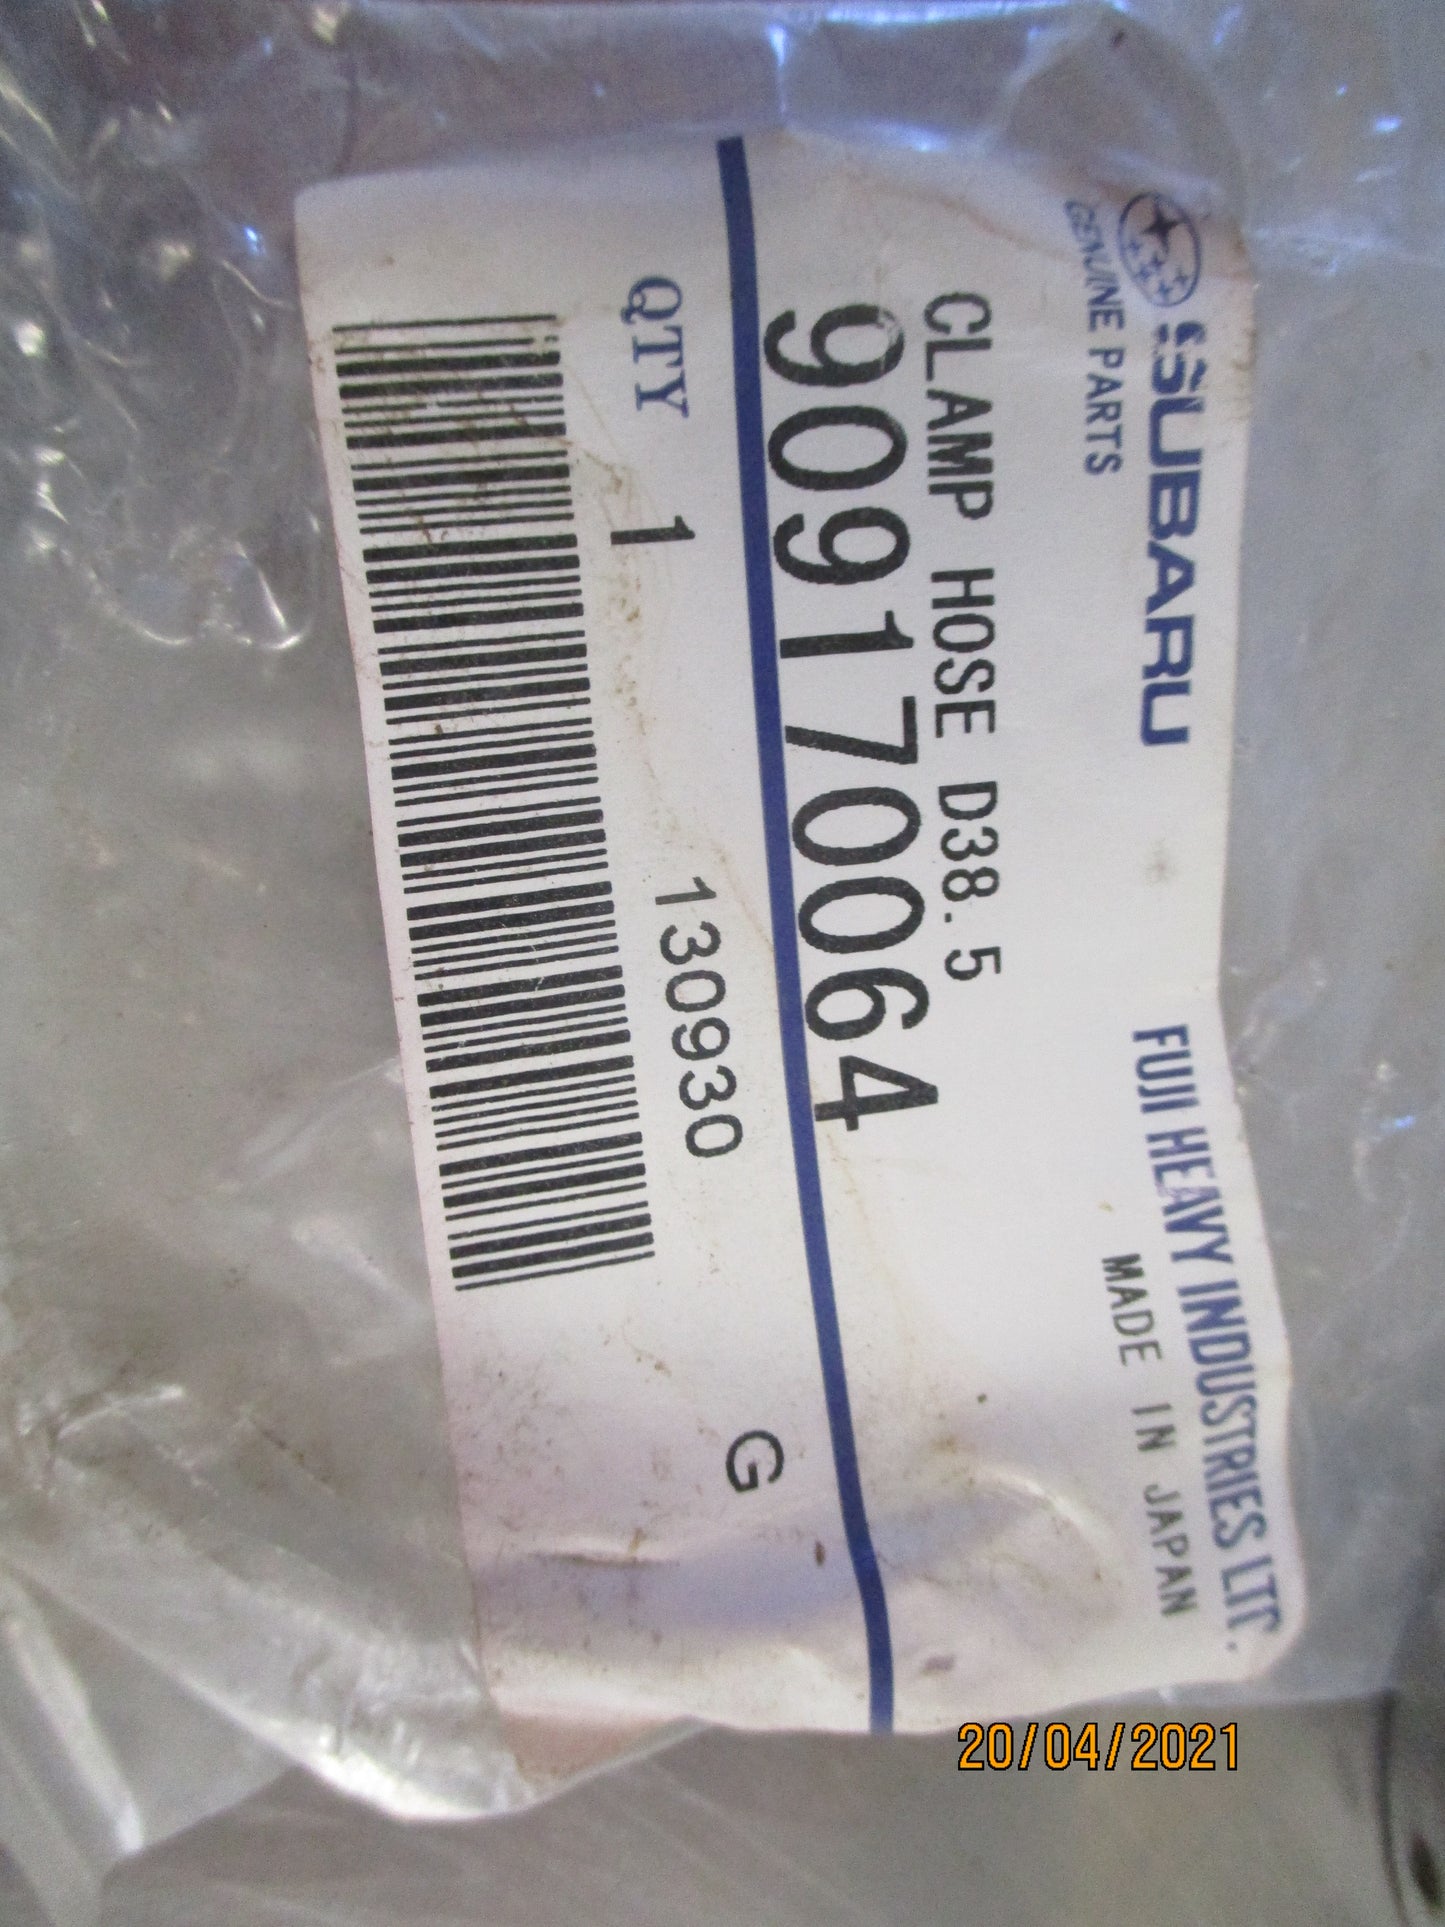 SUBARU
GENUINE PARTS
FUJI HEAVY INDUSTRIES LTD.
MADE IN JAPAN
CLAMP HOSE D38.5
909170064
QTY 1
130930
G
20/04/2021